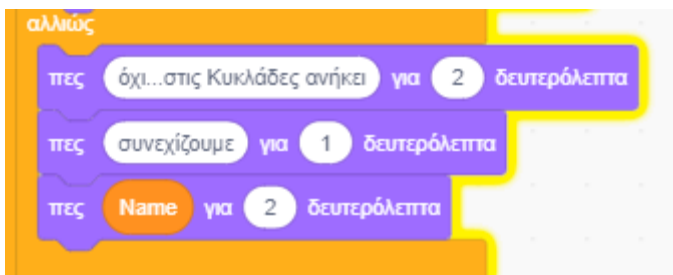 αλλιώς
πες όχι...στις Κυκλάδες ανήκει για 2 δευτερόλεπτα
πες συνεχίζουμε για 1 δευτερόλεπτα
πες Name για 2 δευτερόλεπτα